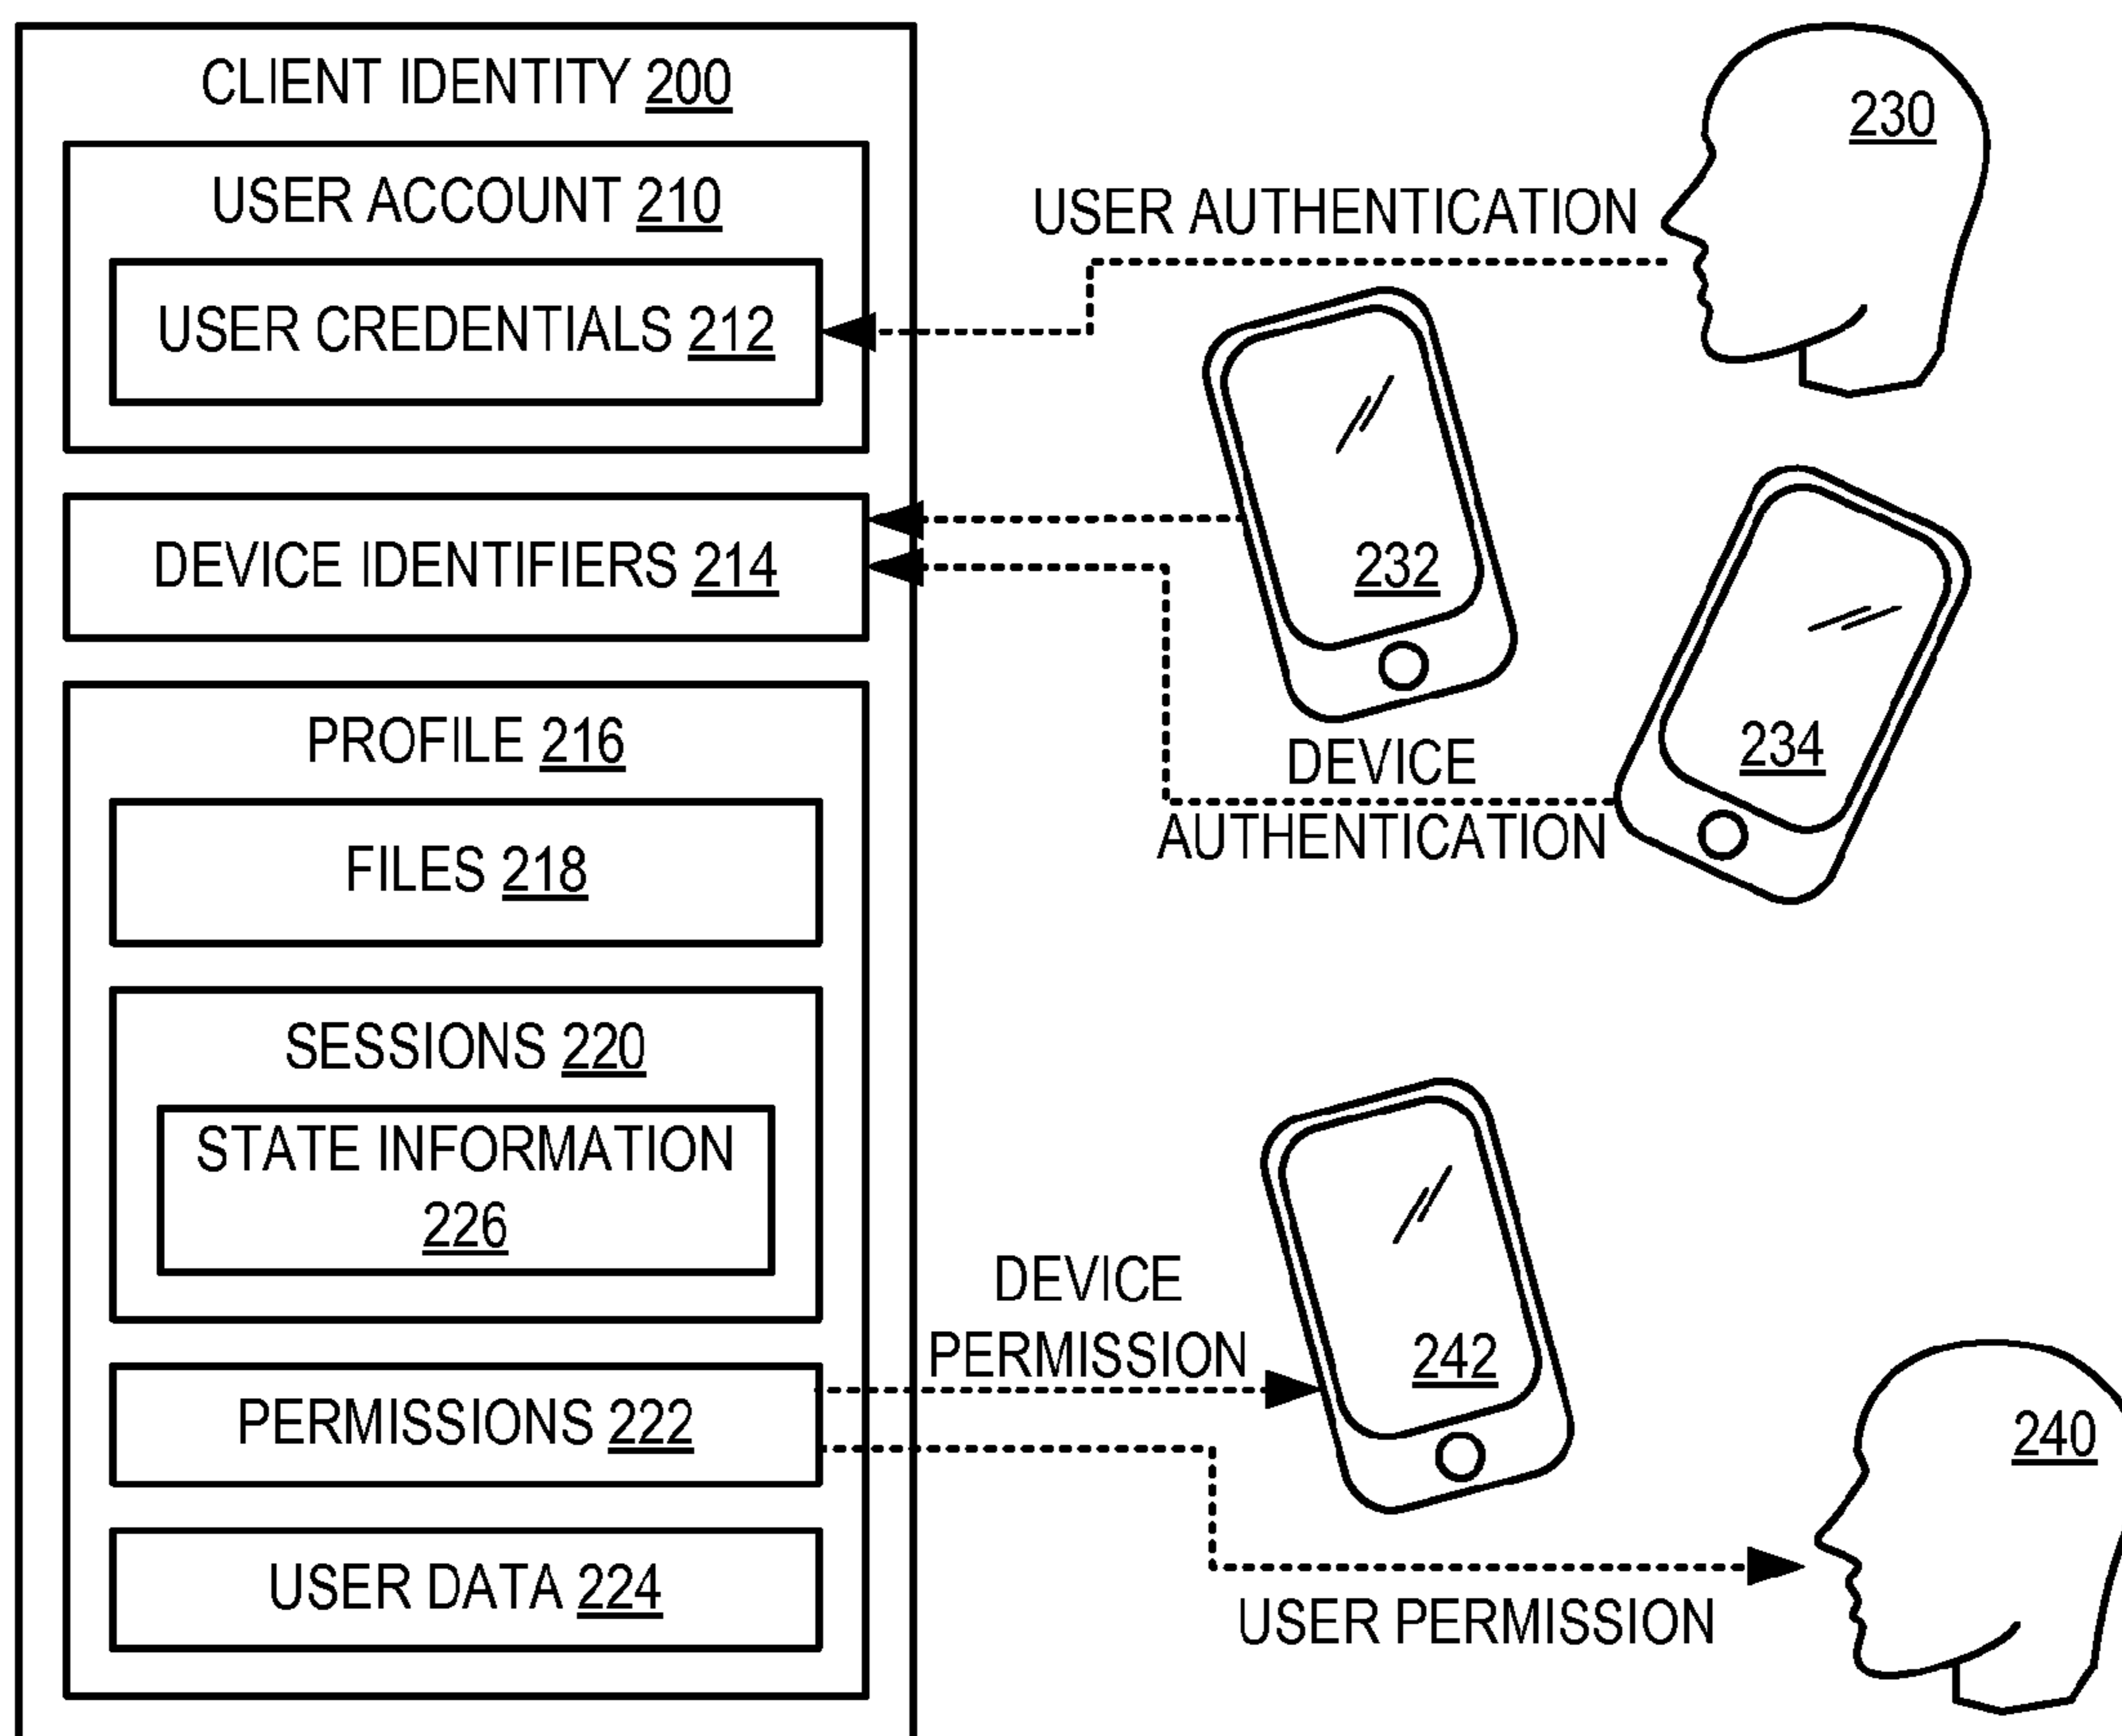 CLIENT IDENTITY 200
USER ACCOUNT 210
USER CREDENTIALS 212
DEVICE IDENTIFIERS 214
PROFILE 216
FILES 218
SESSIONS 220
STATE INFORMATION
226
PERMISSIONS 222
USER DATA 224
USER AUTHENTICATION
230
232
234
DEVICE
AUTHENTICATION
DEVICE
PERMISSION
242
240
USER PERMISSION